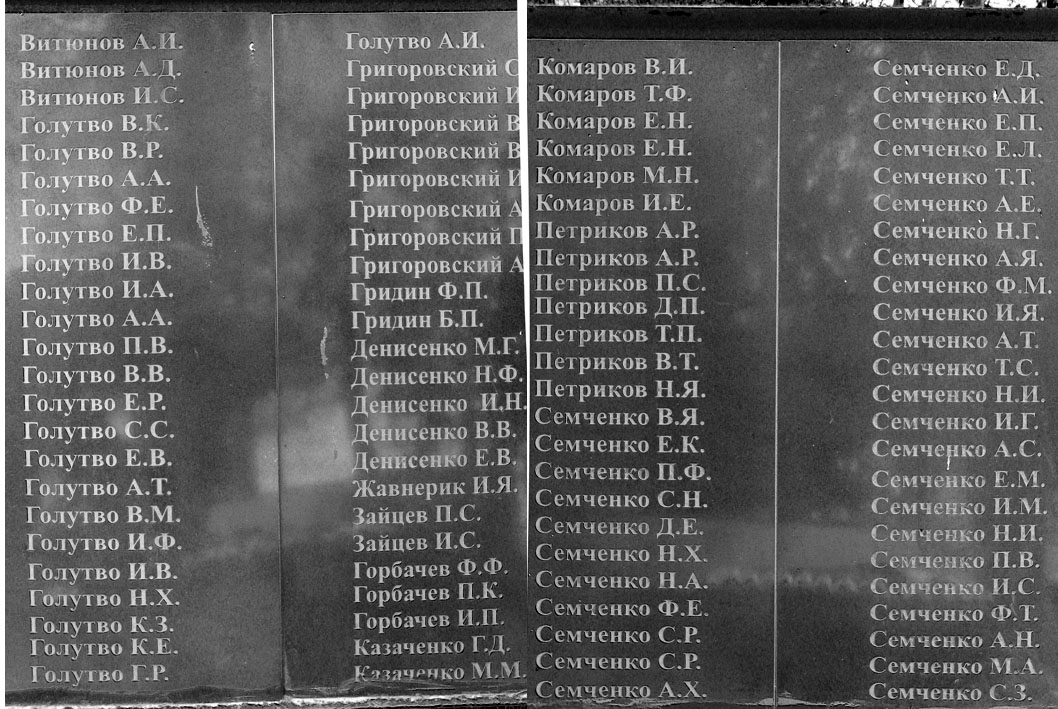 Витюнов А.И.
Витюнов А.Д.
Витюнов И.С.
Голутво В.К.
Голутво В.Р.
Голутво А.А.
Голутво Ф.Е.
Голутво Е.П.
Голутво И.В.
Голутво И.А.
Голутво А.А.
Голутво П.В.
Голутво В.В.
Голутво Е.Р.
Голутво С.С.
Голутво Е.В.
Голутво А.Т.
Голутво В.М.
Голутво И.Ф.
Голутво И.В.
Голутво Н.Х.
Голутво К.З.
Голутво К.Е.
Голутво Г.Р.
Голутво А.И.
Григоровский С
Григоровский И
Григоровский В
Григоровский В
Григоровский И
Григоровский А
Григоровский П
Григоровский А
Гридин Ф.П.
Гридин Б.П.
Денисенко М.Г.
Денисенко Н.Ф.
Денисенко И.Н.
Денисенко В.В.
Денисенко Е.В.
Жавнерик И.Я.
Зайцев П.С.
Зайцев И.С.
Горбачев Ф.Ф.
Горбачев П.К.
Горбачев И.П.
Казаченко Г.Д.
Казаченко М.М.
Комаров В.И.
Комаров Т.Ф.
Комаров Е.Н.
Комаров Е.Н.
Комаров М.Н.
Комаров И.Е.
Петриков А.Р.
Петриков А.Р.
Петриков П.С.
Петриков Д.П.
Петриков Т.П.
Петриков В.Т.
Петриков Н.Я.
Семченко В.Я.
Семченко Е.К.
Семченко П.Ф.
Семченко С.Н.
Семченко Д.Е.
Семченко Н.Х.
Семченко Н.А.
Семченко Ф.Е.
Семченко С.Р.
Семченко С.Р.
Семченко А.Х.
Семченко Е.Д.
Семченко А.И.
Семченко Е.П.
Семченко Е.Л.
Семченко Т.Т.
Семченко А.Е.
Семченко Н.Г.
Семченко А.Я.
Семченко Ф.М.
Семченко И.Я.
Семченко А.Т.
Семченко Т.С.
Семченко Н.И.
Семченко И.Г.
Семченко А.С.
Семченко Е.М.
Семченко И.М.
Семченко Н.И.
Семченко П.В.
Семченко И.С.
Семченко Ф.Т.
Семченко А.Н.
Семченко М.А.
Семченко С.З.